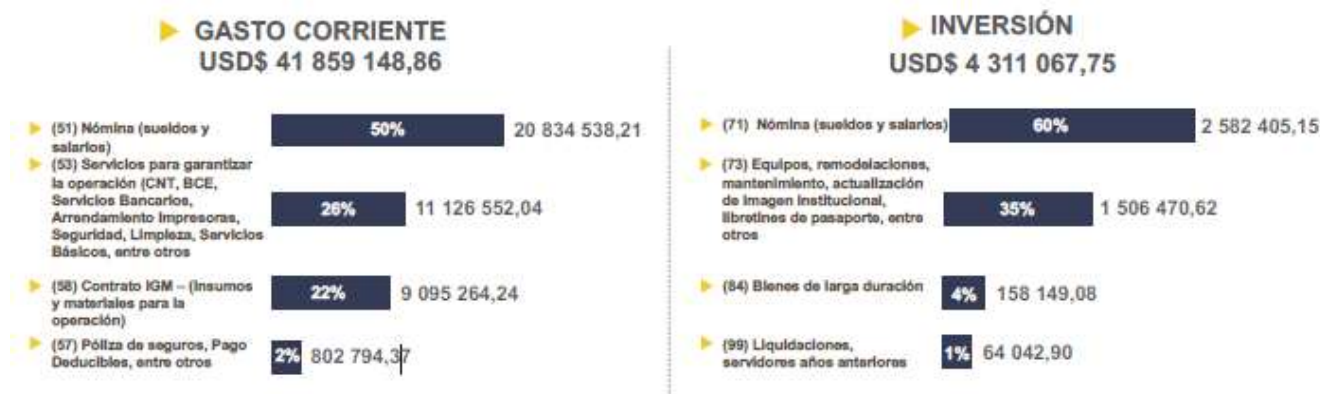 GASTO CORRIENTE
USD$ 41 859 148,86
(51) Nómina (sueldos y
salarios)
50%
20 834 538,21
(53) Servicios para garantizar
la operación (CNT, BCE,
Servicios Bancarios,
Arrendamiento Impresoras,
Seguridad, Limpieza, Servicios
Básicos, entre otros
26%
11 126 552,04
(58) Contrato IGM – (Insumos
y materiales para la
operación)
22%
9 095 264,24
(57) Póliza de seguros, Pago
Deducibles, entre otros
2%
802 794,37
INVERSIÓN
USD$ 4 311 067,75
(71) Nómina (sueldos y salarios)
60%
2 582 405,15
(73) Equipos, remodelaciones,
mantenimiento, actualización
de imagen institucional,
libretines de pasaporte, entre
otros
35%
1 506 470,62
(84) Bienes de larga duración
4%
158 149,08
(99) Liquidaciones,
servidores años anteriores
1%
64 042,90